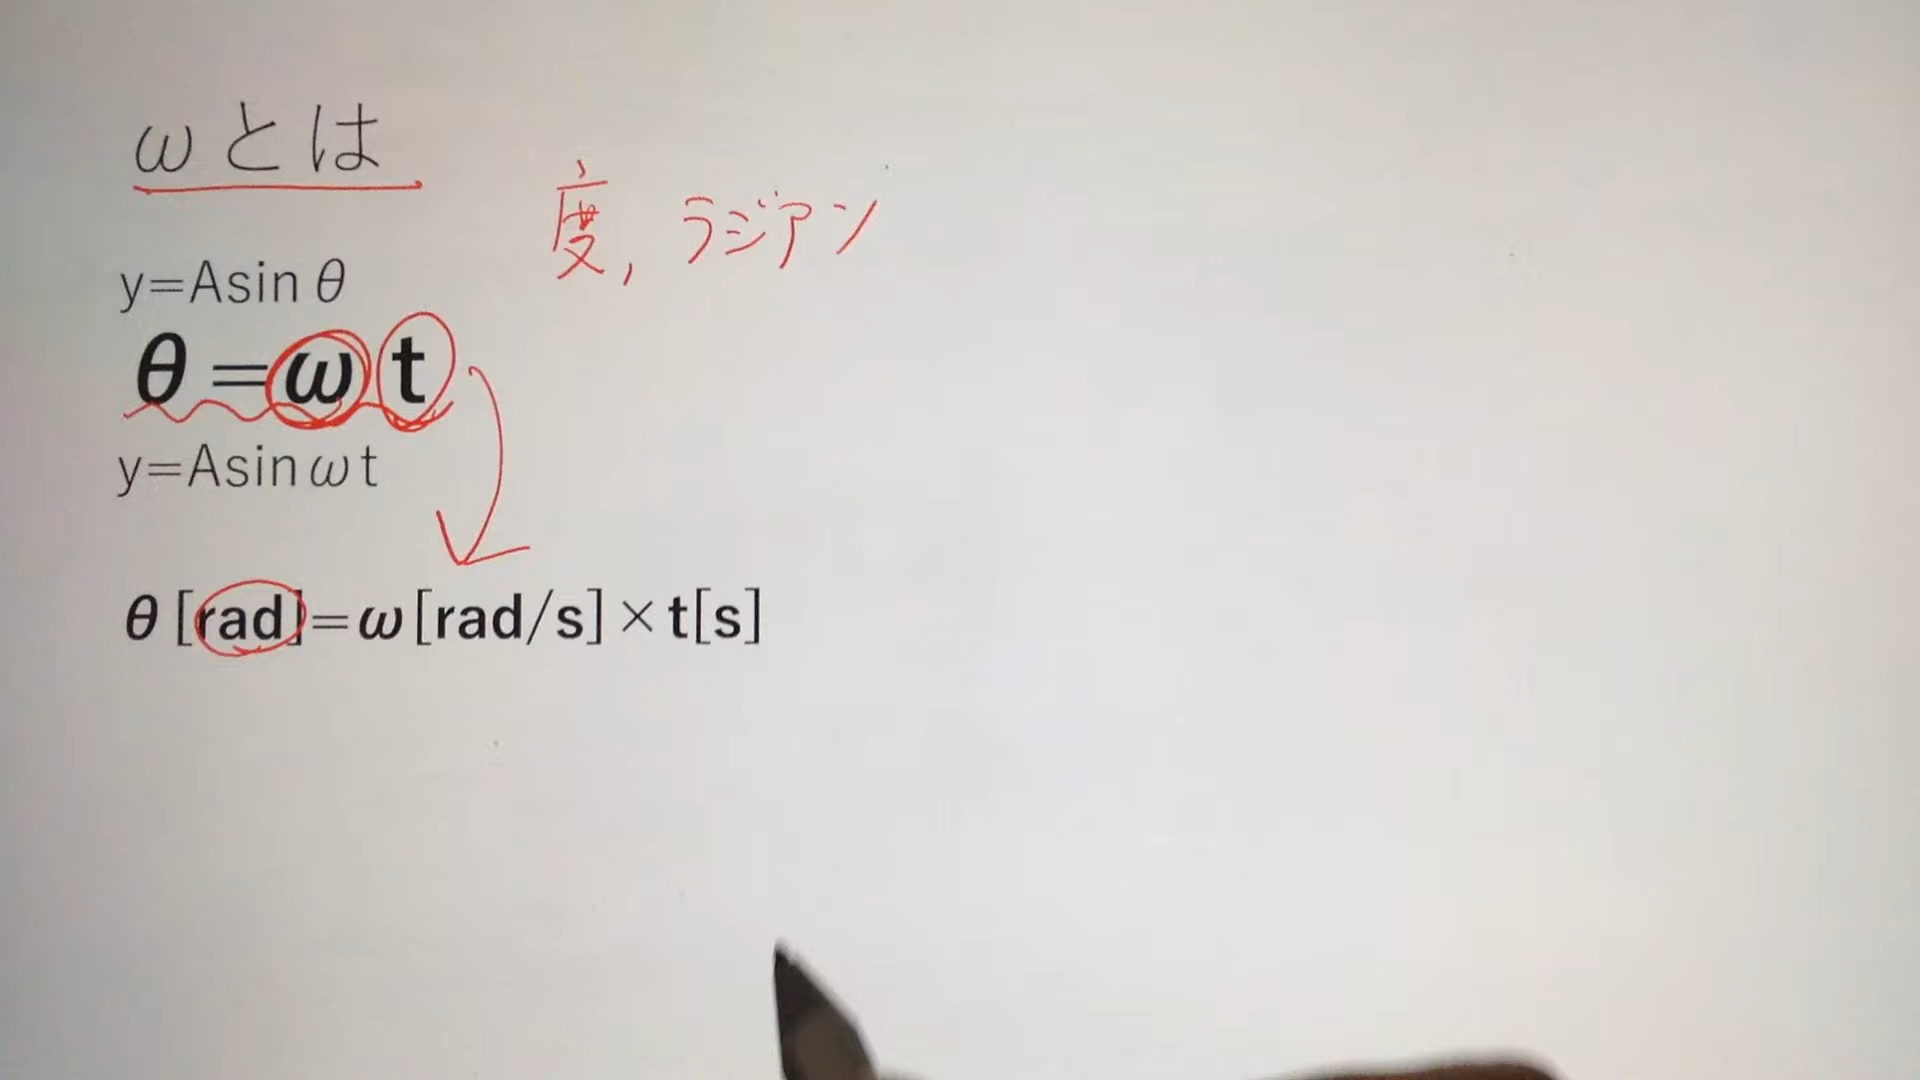 ωとは
度, ラジアン
y=Asinθ
θ=ωt
y=Asinωt
θ[rad]=ω[rad/s]×t[s]